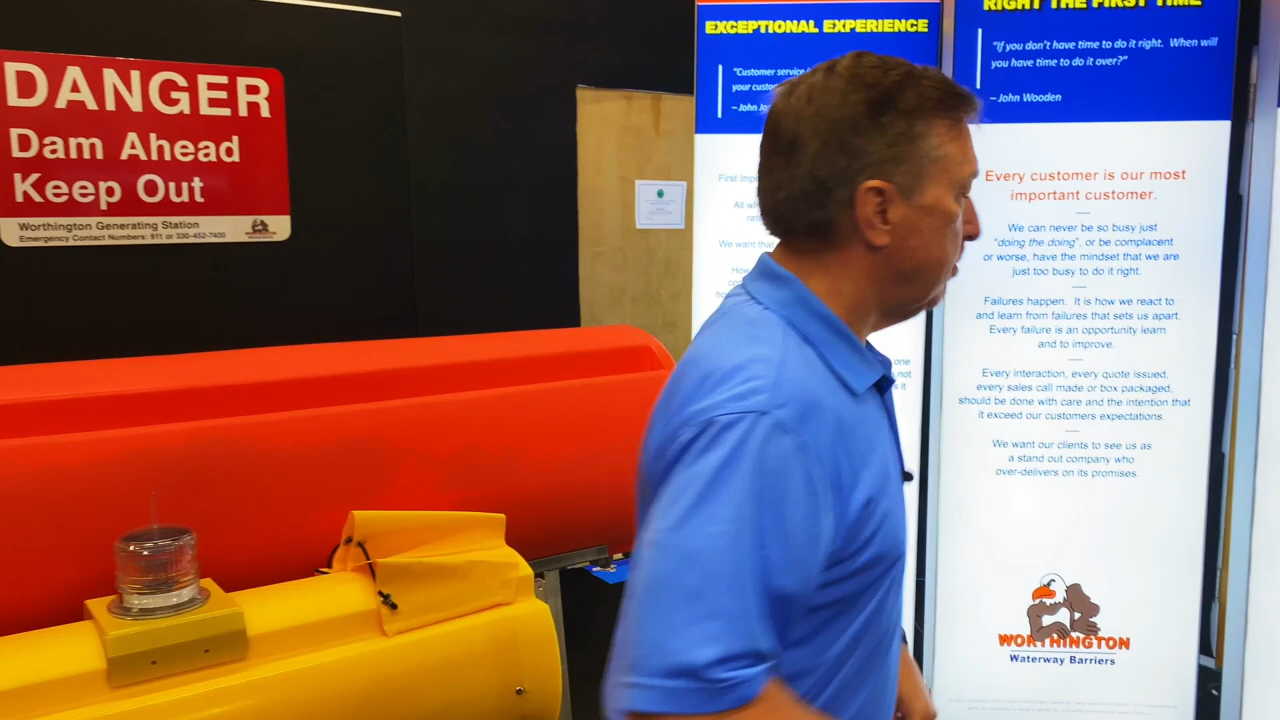 DANGER
Dam Ahead
Keep Out
Worthington Generating Station
Emergency Contact Numbers: 911 or 330-452-7400
EXCEPTIONAL EXPERIENCE
"Customer service
your
~ John
First
All
We want that
How
one
not
it
RIGHT THE FIRST TIME
"If you don't have time to do it right. When will
you have time to do it over?"
~ John Wooden
Every customer is our most
important customer.
We can never be so busy just
"doing the doing", or be complacent
or worse, have the mindset that we are
just too busy to do it right.
Failures happen. It is how we react to
and learn from failures that sets us apart.
Every failure is an opportunity learn
and to improve.
Every interaction, every quote issued,
every sales call made or box packaged,
should be done with care and the intention that
it exceed our customers expectations.
We want our clients to see us as
a stand out company who
over-delivers on its promises.
WORTHINGTON
Waterway Barriers